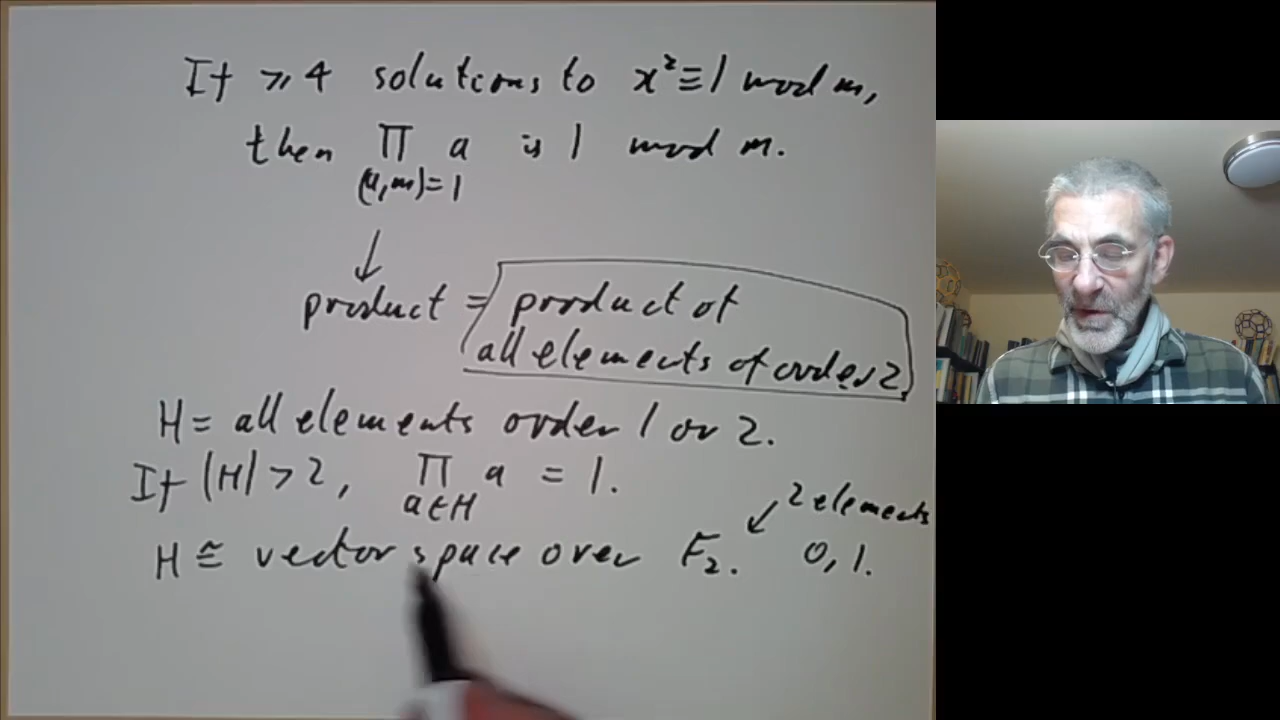 If ≥ 4 solutions to x² ≡ 1 mod m,
then ∏ a is 1 mod m.
(a,m)=1
↓
product = product of
all elements of order 2
H = all elements order 1 or 2.
If |H| > 2, ∏ a = 1.
a∈H
2 elements
H ≅ vector space over F₂. 0, 1.